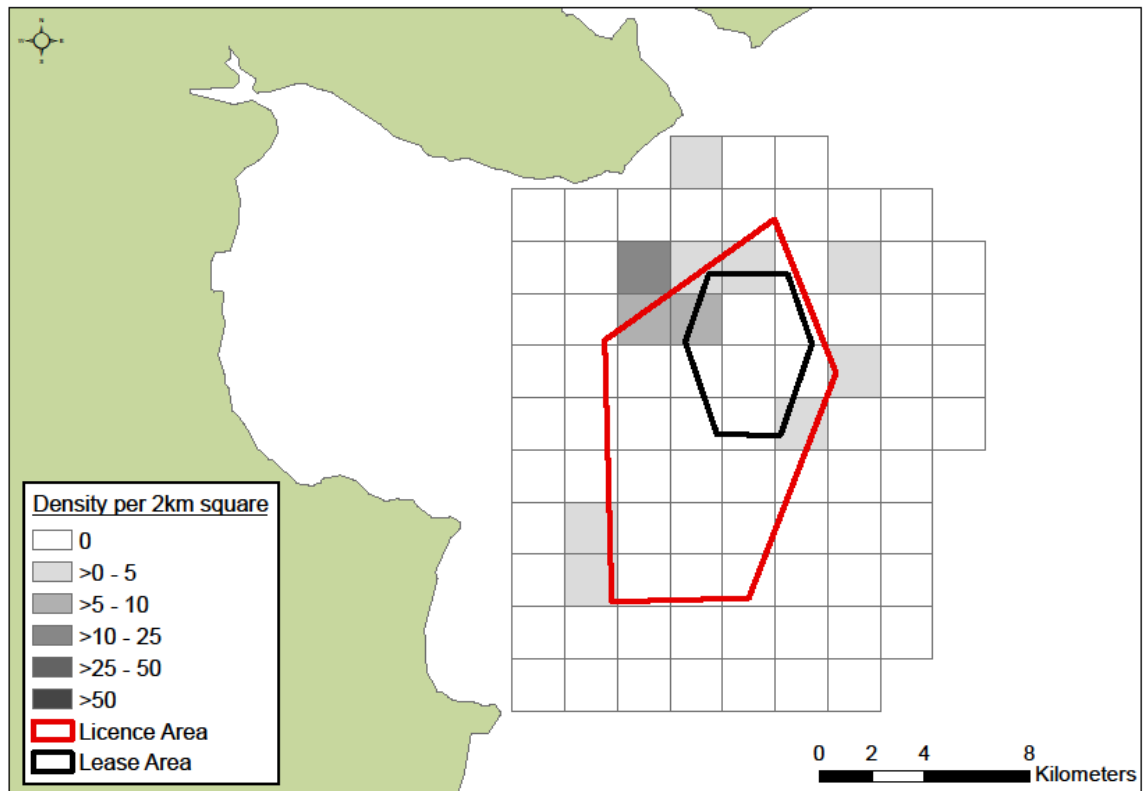 N
W E
S
Density per 2km square
0
>0 - 5
>5 - 10
>10 - 25
>25 - 50
>50
Licence Area
Lease Area
0 2 4 8
Kilometers